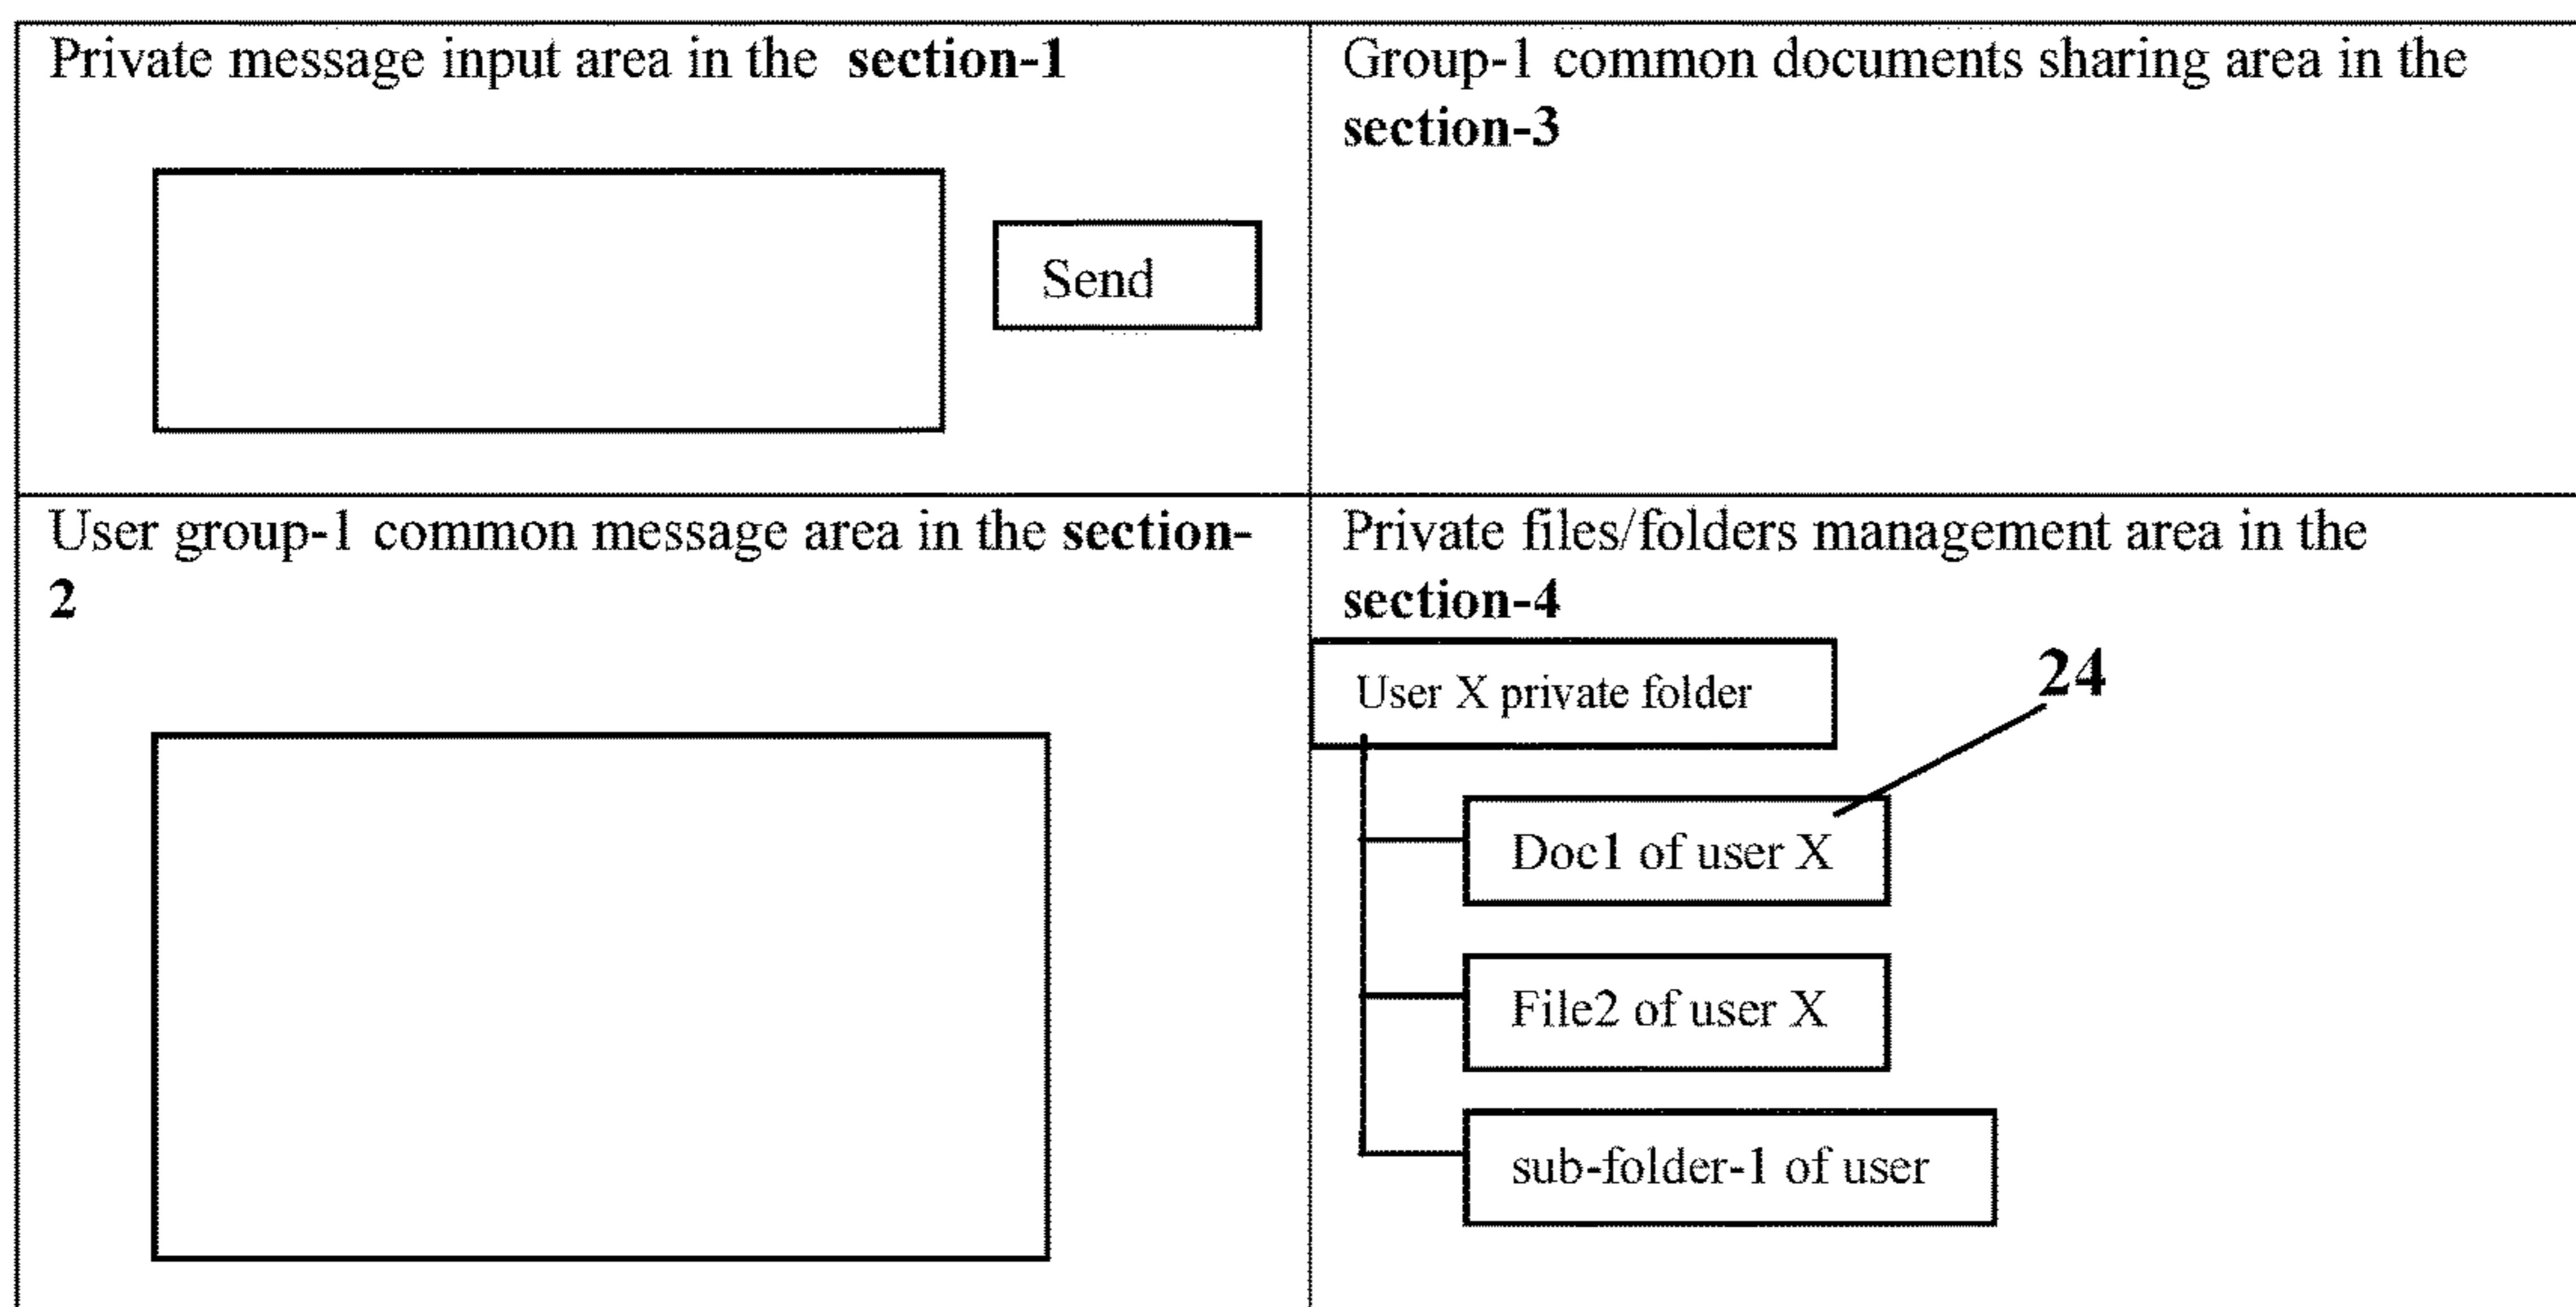 Private message input area in the section-1
Send
Group-1 common documents sharing area in the
section-3
User group-1 common message area in the section-
2
Private files/folders management area in the
section-4
User X private folder
24
Doc1 of user X
File2 of user X
sub-folder-1 of user